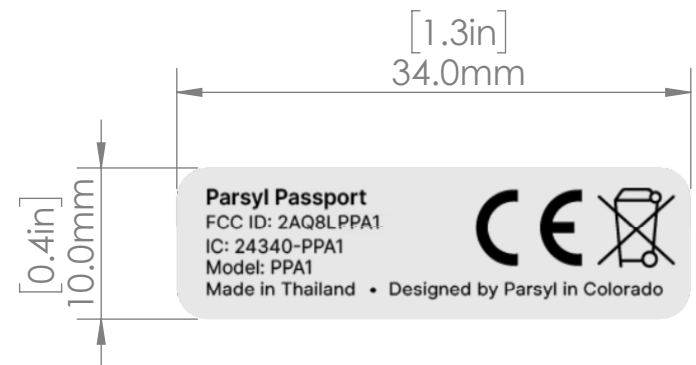 [1.3in]
34.0mm
[0.4in]
10.0mm
Parsyl Passport
FCC ID: 2AQ8LPPA1
IC: 24340-PPA1
Model: PPA1
Made in Thailand • Designed by Parsyl in Colorado
CE